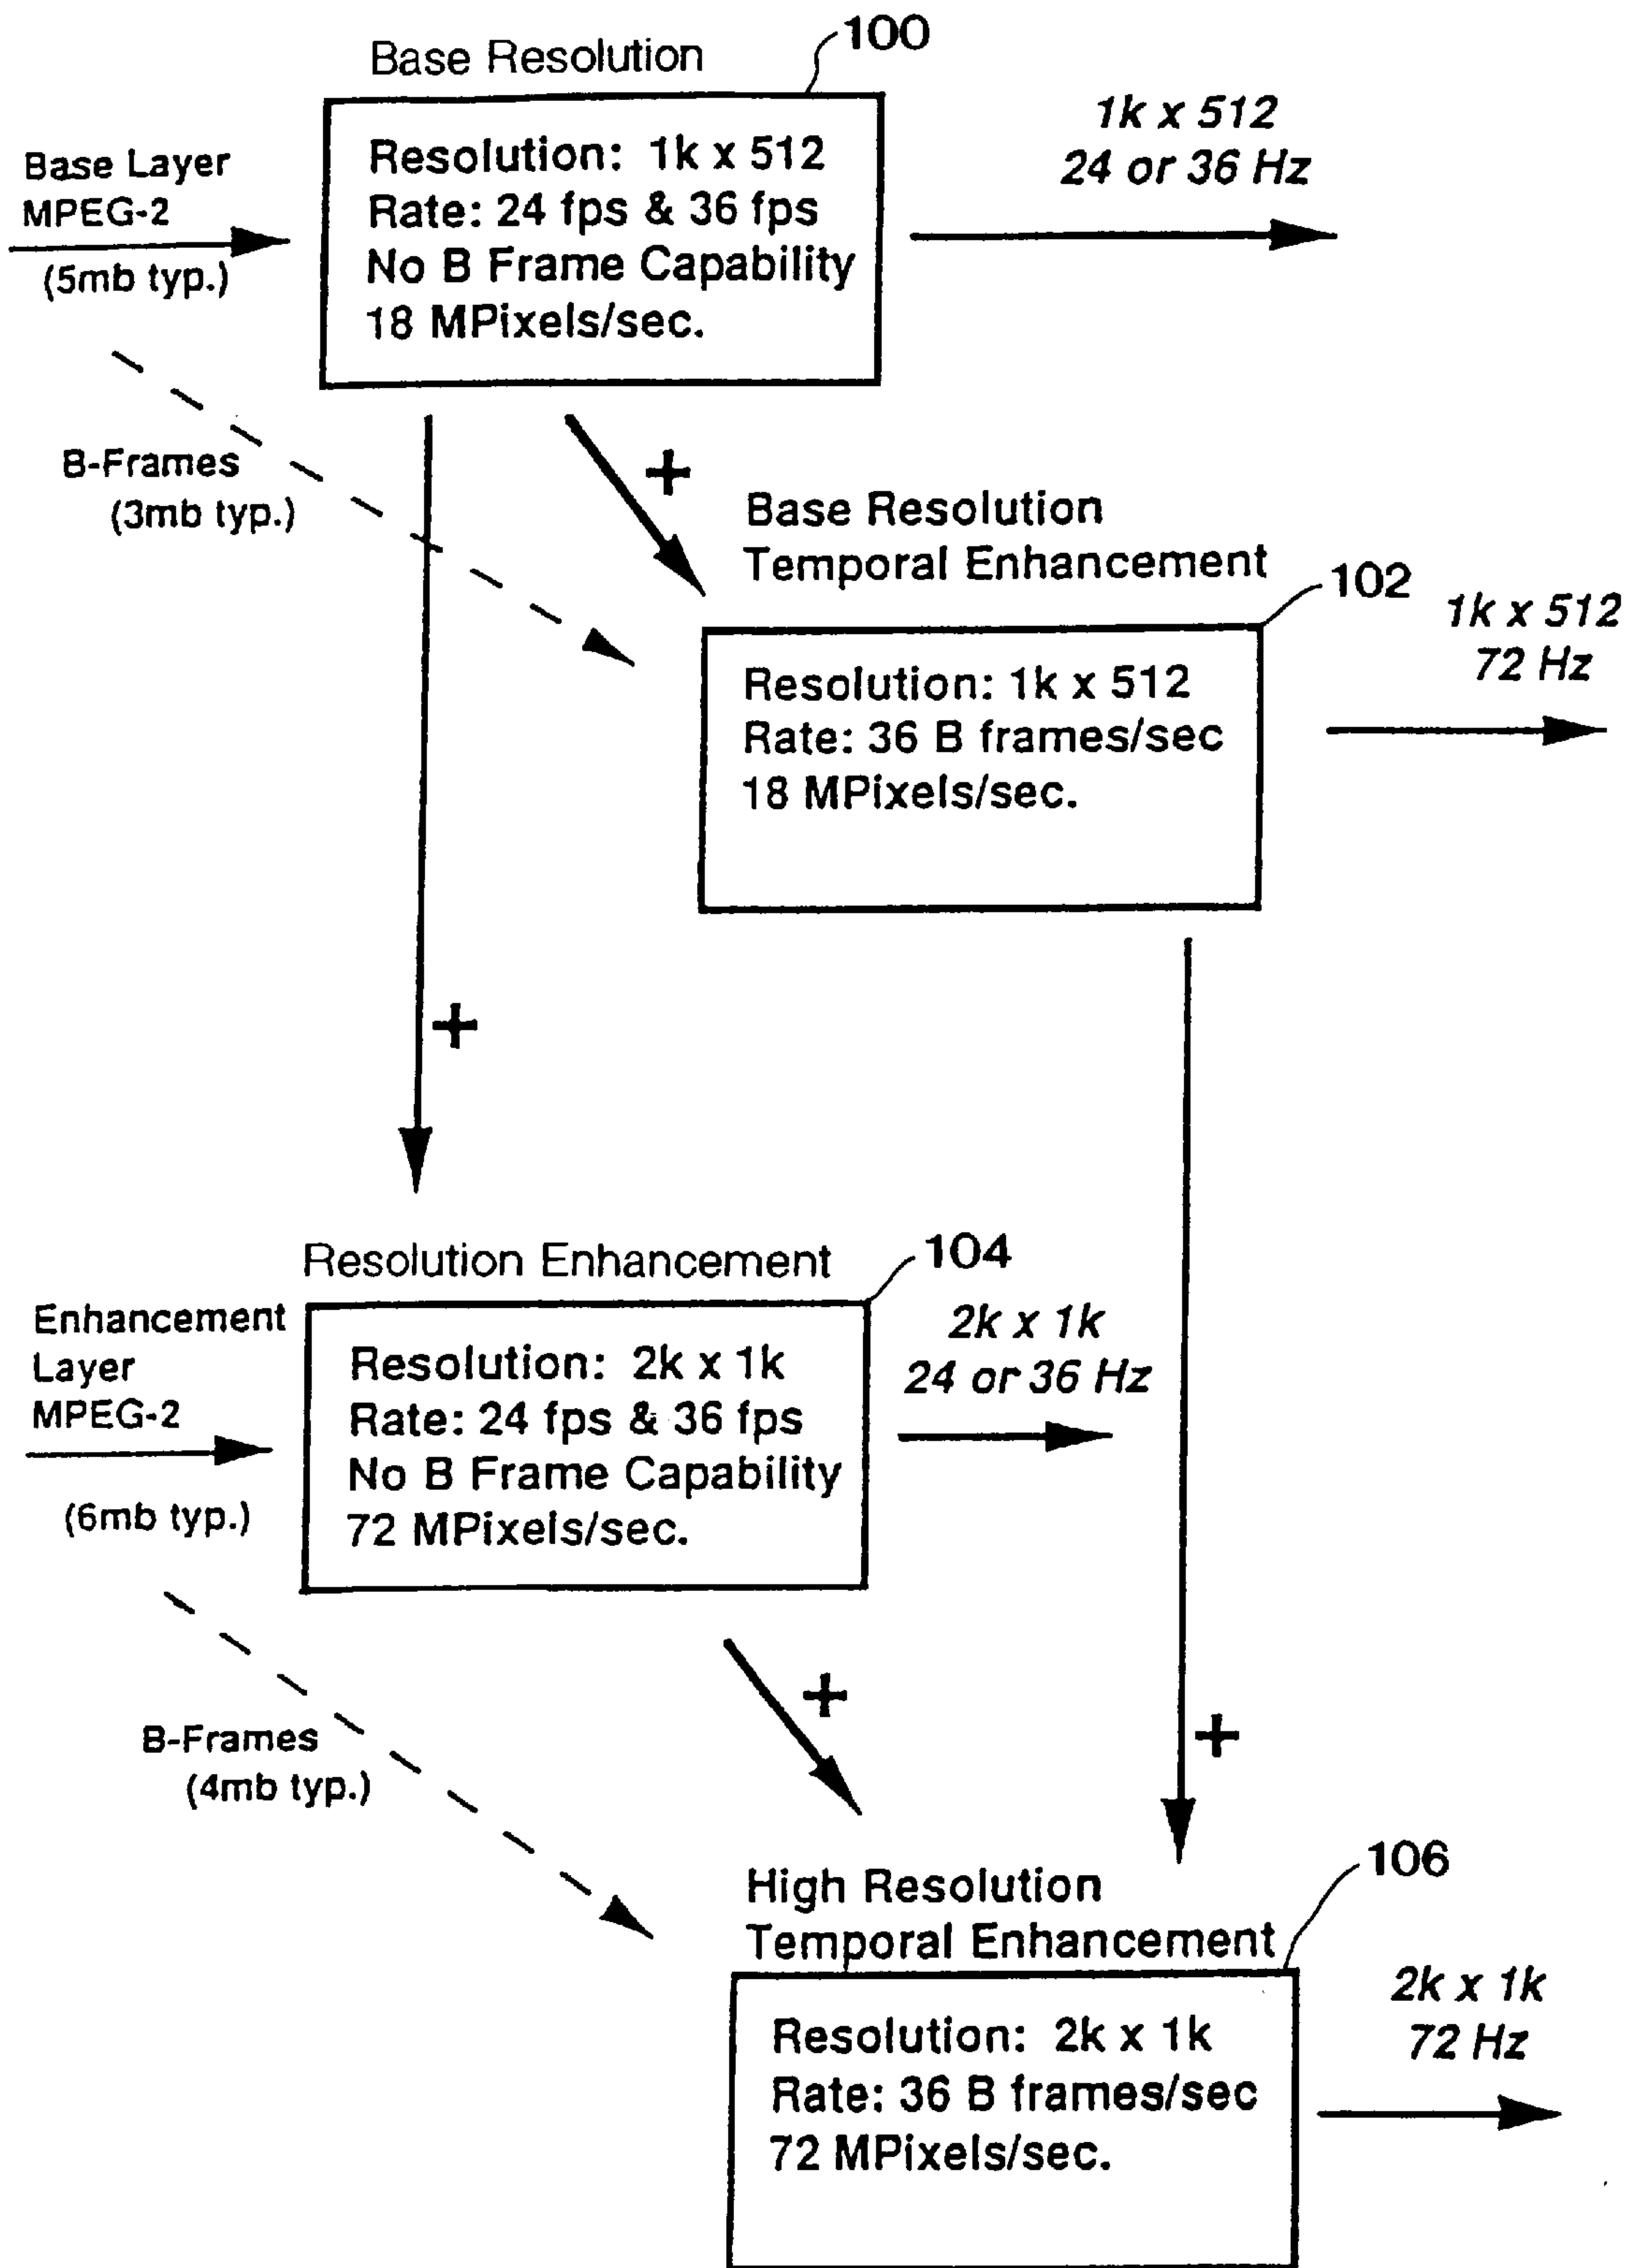 Base Resolution
100
Base Layer
MPEG-2
(5mb typ.)
Resolution: 1k x 512
Rate: 24 fps & 36 fps
No B Frame Capability
18 MPixels/sec.
1k x 512
24 or 36 Hz
B-Frames
(3mb typ.)
+
Base Resolution
Temporal Enhancement
102
Resolution: 1k x 512
Rate: 36 B frames/sec
18 MPixels/sec.
1k x 512
72 Hz
+
Resolution Enhancement
104
Enhancement
Layer
MPEG-2
(6mb typ.)
Resolution: 2k x 1k
Rate: 24 fps & 36 fps
No B Frame Capability
72 MPixels/sec.
2k x 1k
24 or 36 Hz
B-Frames
(4mb typ.)
+
+
High Resolution
Temporal Enhancement
106
Resolution: 2k x 1k
Rate: 36 B frames/sec
72 MPixels/sec.
2k x 1k
72 Hz